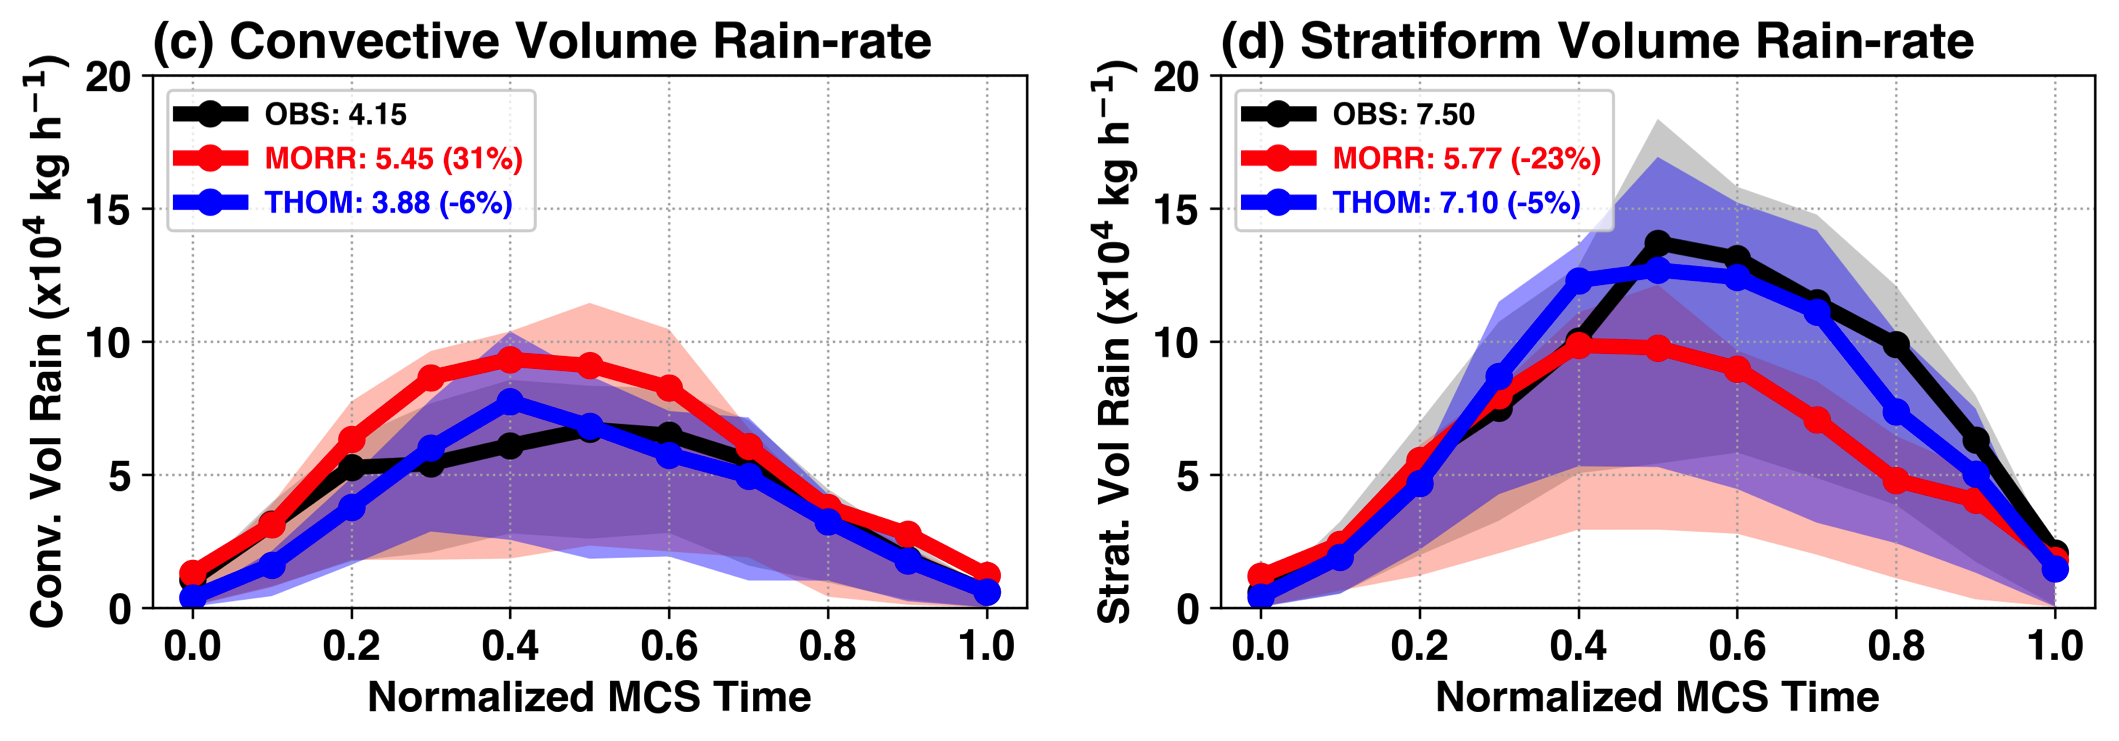 (c) Convective Volume Rain-rate
Conv. Vol Rain (x10⁴ kg h⁻¹)
20
15
10
5
0
OBS: 4.15
MORR: 5.45 (31%)
THOM: 3.88 (-6%)
0.0 0.2 0.4 0.6 0.8 1.0
Normalized MCS Time
(d) Stratiform Volume Rain-rate
Strat. Vol Rain (x10⁴ kg h⁻¹)
20
15
10
5
0
OBS: 7.50
MORR: 5.77 (-23%)
THOM: 7.10 (-5%)
0.0 0.2 0.4 0.6 0.8 1.0
Normalized MCS Time